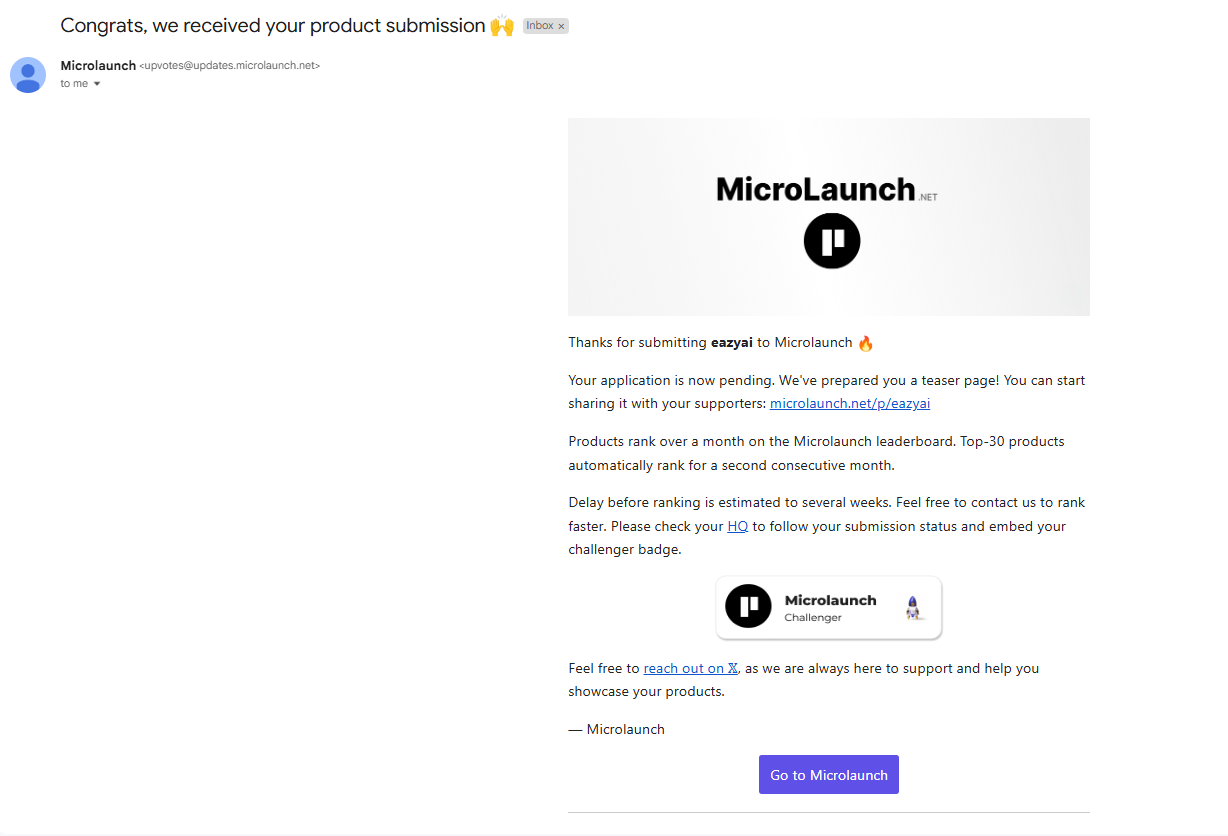 Congrats, we received your product submission 🙌 Inbox ×
Microlaunch <upvotes@updates.microlaunch.net>
to me
MicroLaunch.NET
Thanks for submitting eazyai to Microlaunch 🔥
Your application is now pending. We've prepared you a teaser page! You can start
sharing it with your supporters: microlaunch.net/p/eazyai
Products rank over a month on the Microlaunch leaderboard. Top-30 products
automatically rank for a second consecutive month.
Delay before ranking is estimated to several weeks. Feel free to contact us to rank
faster. Please check your HQ to follow your submission status and embed your
challenger badge.
Microlaunch
Challenger
Feel free to reach out on 𝕏, as we are always here to support and help you
showcase your products.
— Microlaunch
Go to Microlaunch